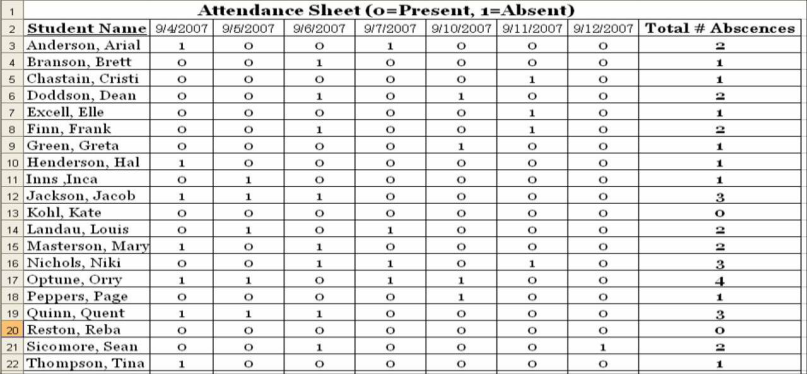 1 Attendance Sheet (0=Present, 1=Absent)
2 Student Name 9/4/2007 9/5/2007 9/6/2007 9/7/2007 9/10/2007 9/11/2007 9/12/2007 Total # Abscences
3 Anderson, Arial 1 0 0 1 0 0 0 2
4 Branson, Brett 0 0 1 0 0 0 0 1
5 Chastain, Cristi 0 0 0 0 0 1 0 1
6 Doddson, Dean 0 0 1 0 1 0 0 2
7 Excell, Elle 0 0 0 0 0 1 0 1
8 Finn, Frank 0 0 1 0 0 1 0 2
9 Green, Greta 0 0 0 0 1 0 0 1
10 Henderson, Hal 1 0 0 0 0 0 0 1
11 Inns ,Inca 0 1 0 0 0 0 0 1
12 Jackson, Jacob 1 1 1 0 0 0 0 3
13 Kohl, Kate 0 0 0 0 0 0 0 0
14 Landau, Louis 0 1 0 1 0 0 0 2
15 Masterson, Mary 1 0 1 0 0 0 0 2
16 Nichols, Niki 0 0 1 1 0 1 0 3
17 Optune, Orry 1 1 0 1 1 0 0 4
18 Peppers, Page 0 0 0 0 1 0 0 1
19 Quinn, Quent 1 1 1 0 0 0 0 3
20 Reston, Reba 0 0 0 0 0 0 0 0
21 Sicomore, Sean 0 0 1 0 0 0 1 2
22 Thompson, Tina 1 0 0 0 0 0 0 1